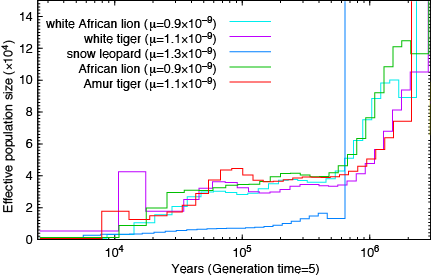 white African lion (μ=0.9×10⁻⁹)
white tiger (μ=1.1×10⁻⁹)
snow leopard (μ=1.3×10⁻⁹)
African lion (μ=0.9×10⁻⁹)
Amur tiger (μ=1.1×10⁻⁹)
Effective population size (×10⁴)
14
12
10
8
6
4
2
0
10⁴
10⁵
10⁶
Years (Generation time=5)